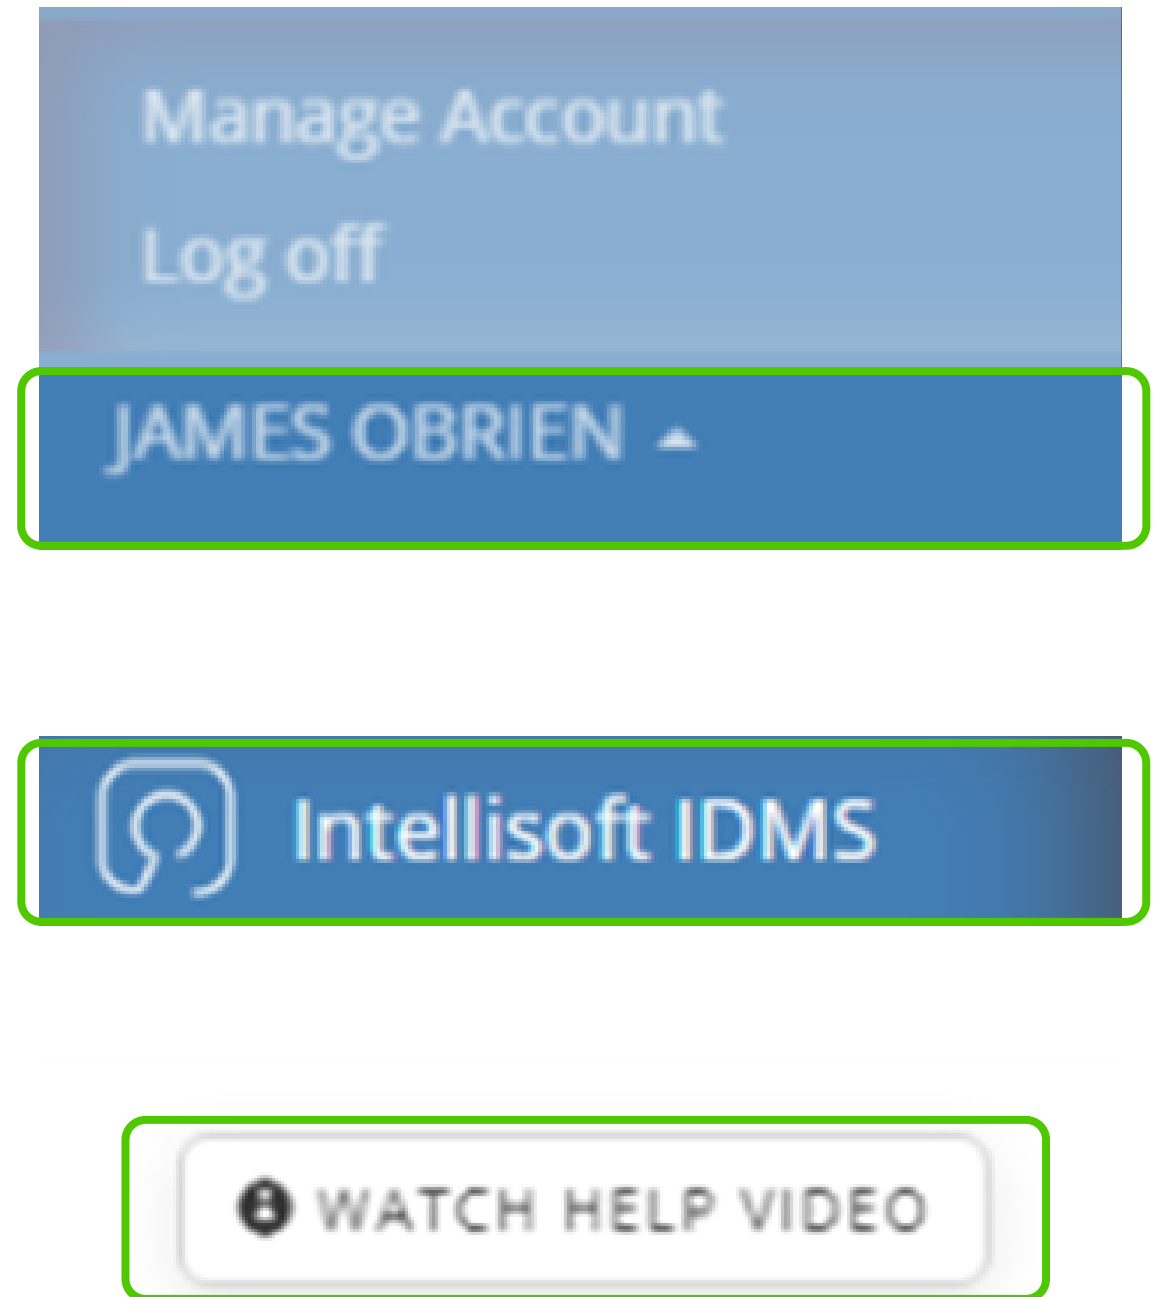 Manage Account
Log off
JAMES OBRIEN
Intellisoft IDMS
WATCH HELP VIDEO